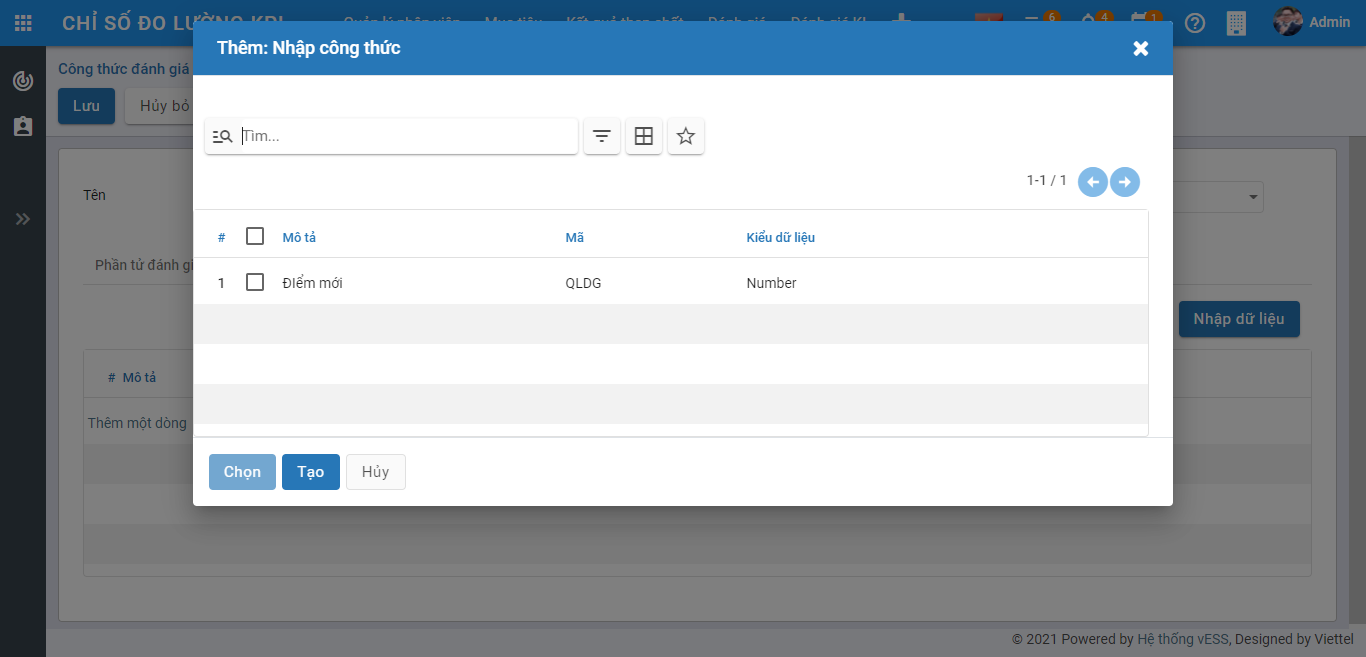 CHỈ SỐ ĐO LƯỜNG KPI
6
4
1
Admin
Thêm: Nhập công thức
Công thức đánh giá
Lưu
Hủy bỏ
Tìm...
1-1 / 1
Tên
# Mô tả Mã Kiểu dữ liệu
Phần tử đánh gi
1 ĐIểm mới QLDG Number
Nhập dữ liệu
# Mô tả
Thêm một dòng
Chọn Tạo Hủy
© 2021 Powered by Hệ thống vESS, Designed by Viettel